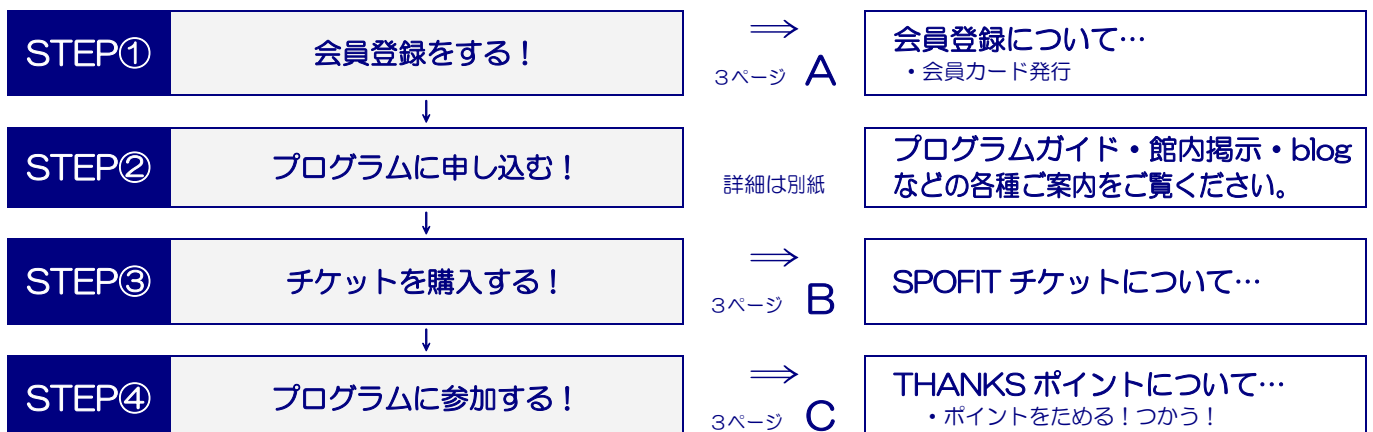 STEP① 会員登録をする! ⇒ 会員登録について…
3ページ A ・会員カード発行
↓
STEP② プログラムに申し込む! 詳細は別紙 プログラムガイド・館内掲示・blog
などの各種ご案内をご覧ください。
↓
STEP③ チケットを購入する! ⇒ SPOFIT チケットについて…
3ページ B
↓
STEP④ プログラムに参加する! ⇒ THANKS ポイントについて…
3ページ C ・ポイントをためる!つかう!